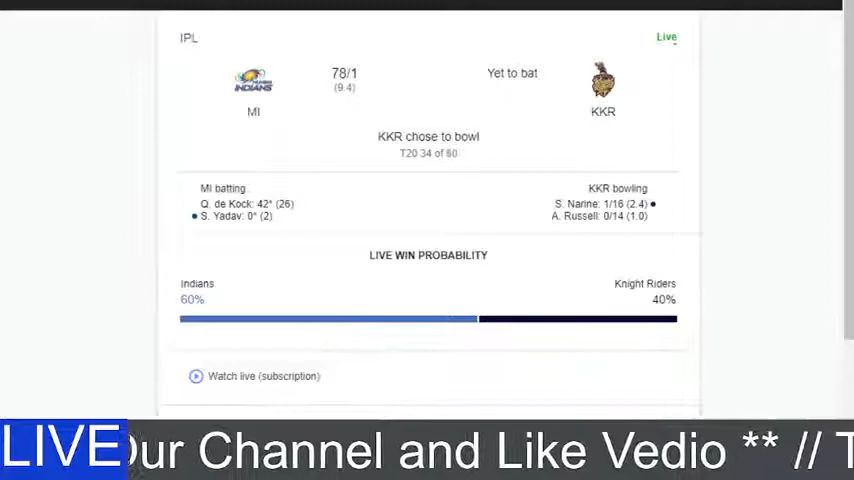 IPL
Live
INDIANS
78/1
(9.4)
Yet to bat
MI
KKR
KKR chose to bowl
T20 34 of 60
MI batting
KKR bowling
Q. de Kock: 42* (26)
S. Narine: 1/16 (2.4)
S. Yadav: 0* (2)
A. Russell: 0/14 (1.0)
LIVE WIN PROBABILITY
Indians
Knight Riders
60%
40%
Watch live (subscription)
LIVE Our Channel and Like Vedio ** // T